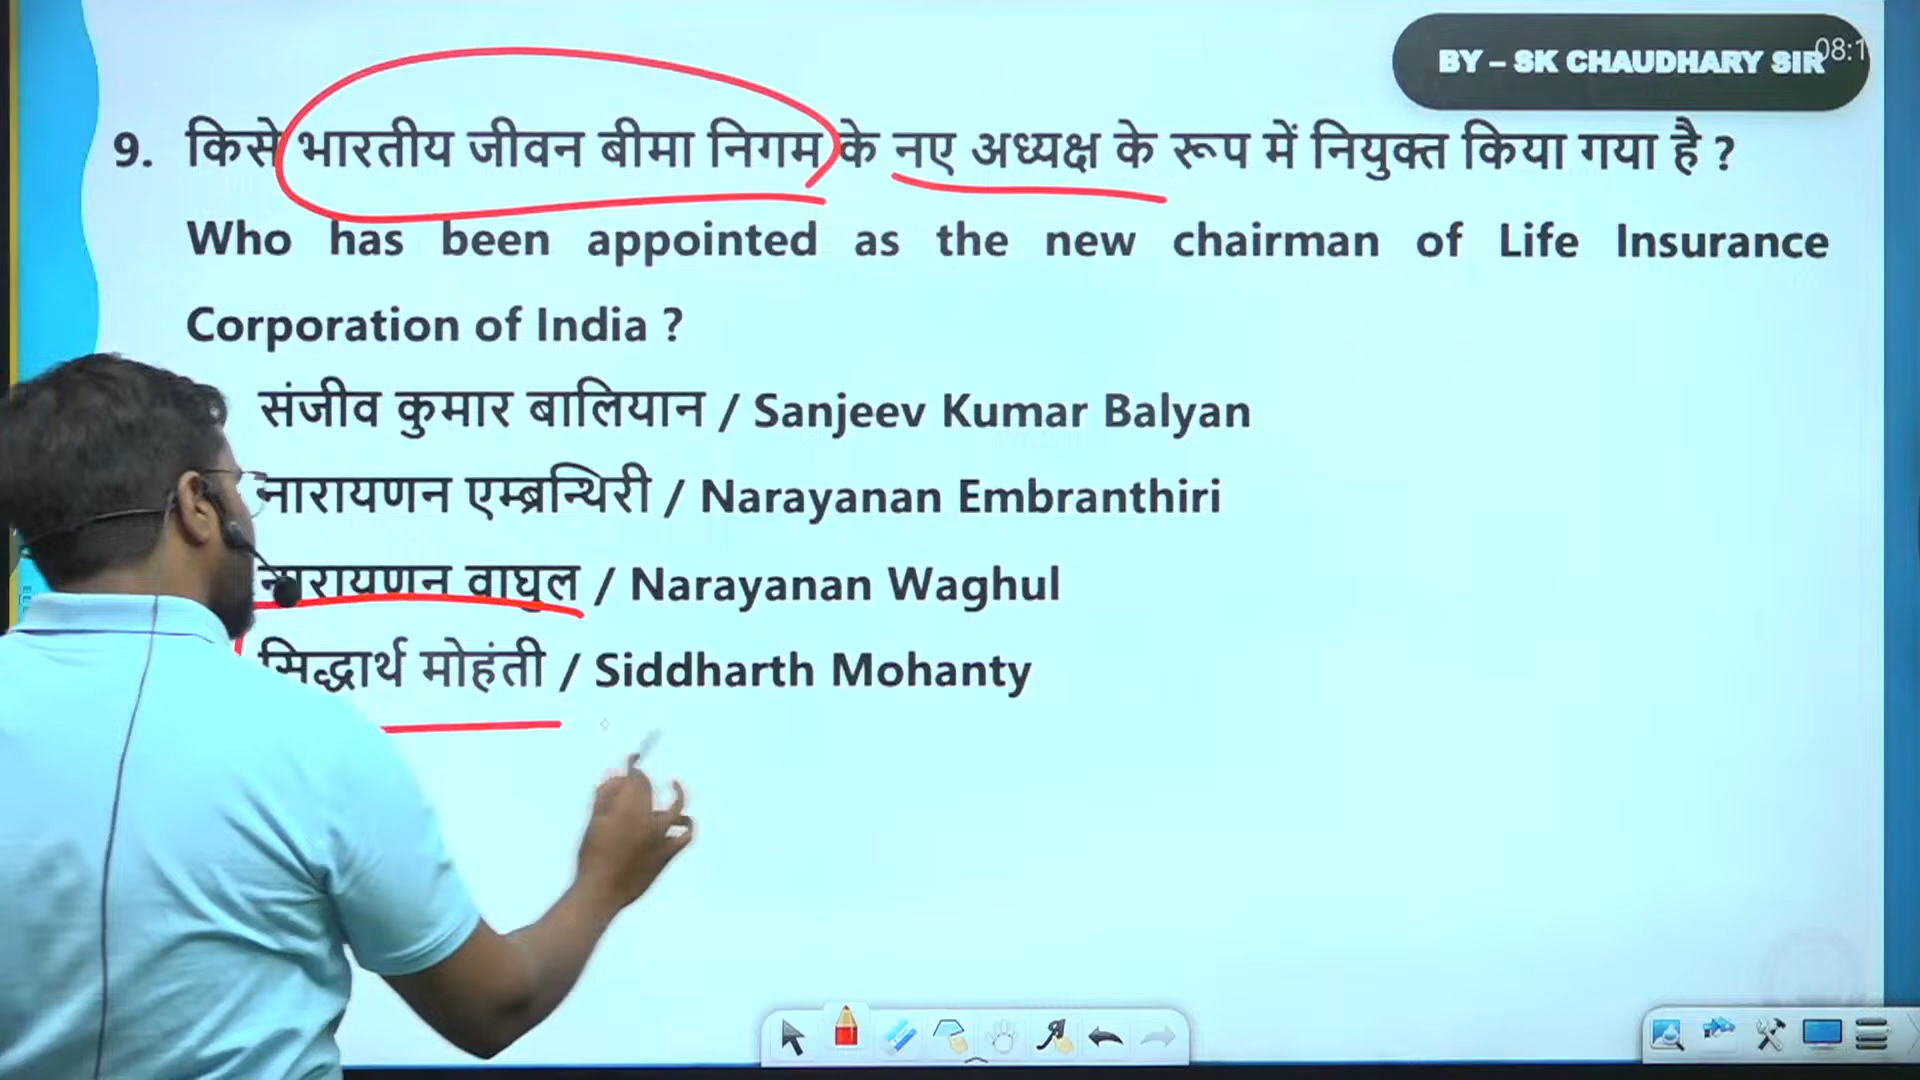 BY – SK CHAUDHARY SIR
08:1
9. किसे भारतीय जीवन बीमा निगम के नए अध्यक्ष के रूप में नियुक्त किया गया है ?
Who has been appointed as the new chairman of Life Insurance
Corporation of India ?
संजीव कुमार बालियान / Sanjeev Kumar Balyan
नारायणन एम्ब्रन्थिरी / Narayanan Embranthiri
नारायणन वाघुल / Narayanan Waghul
सिद्धार्थ मोहंती / Siddharth Mohanty